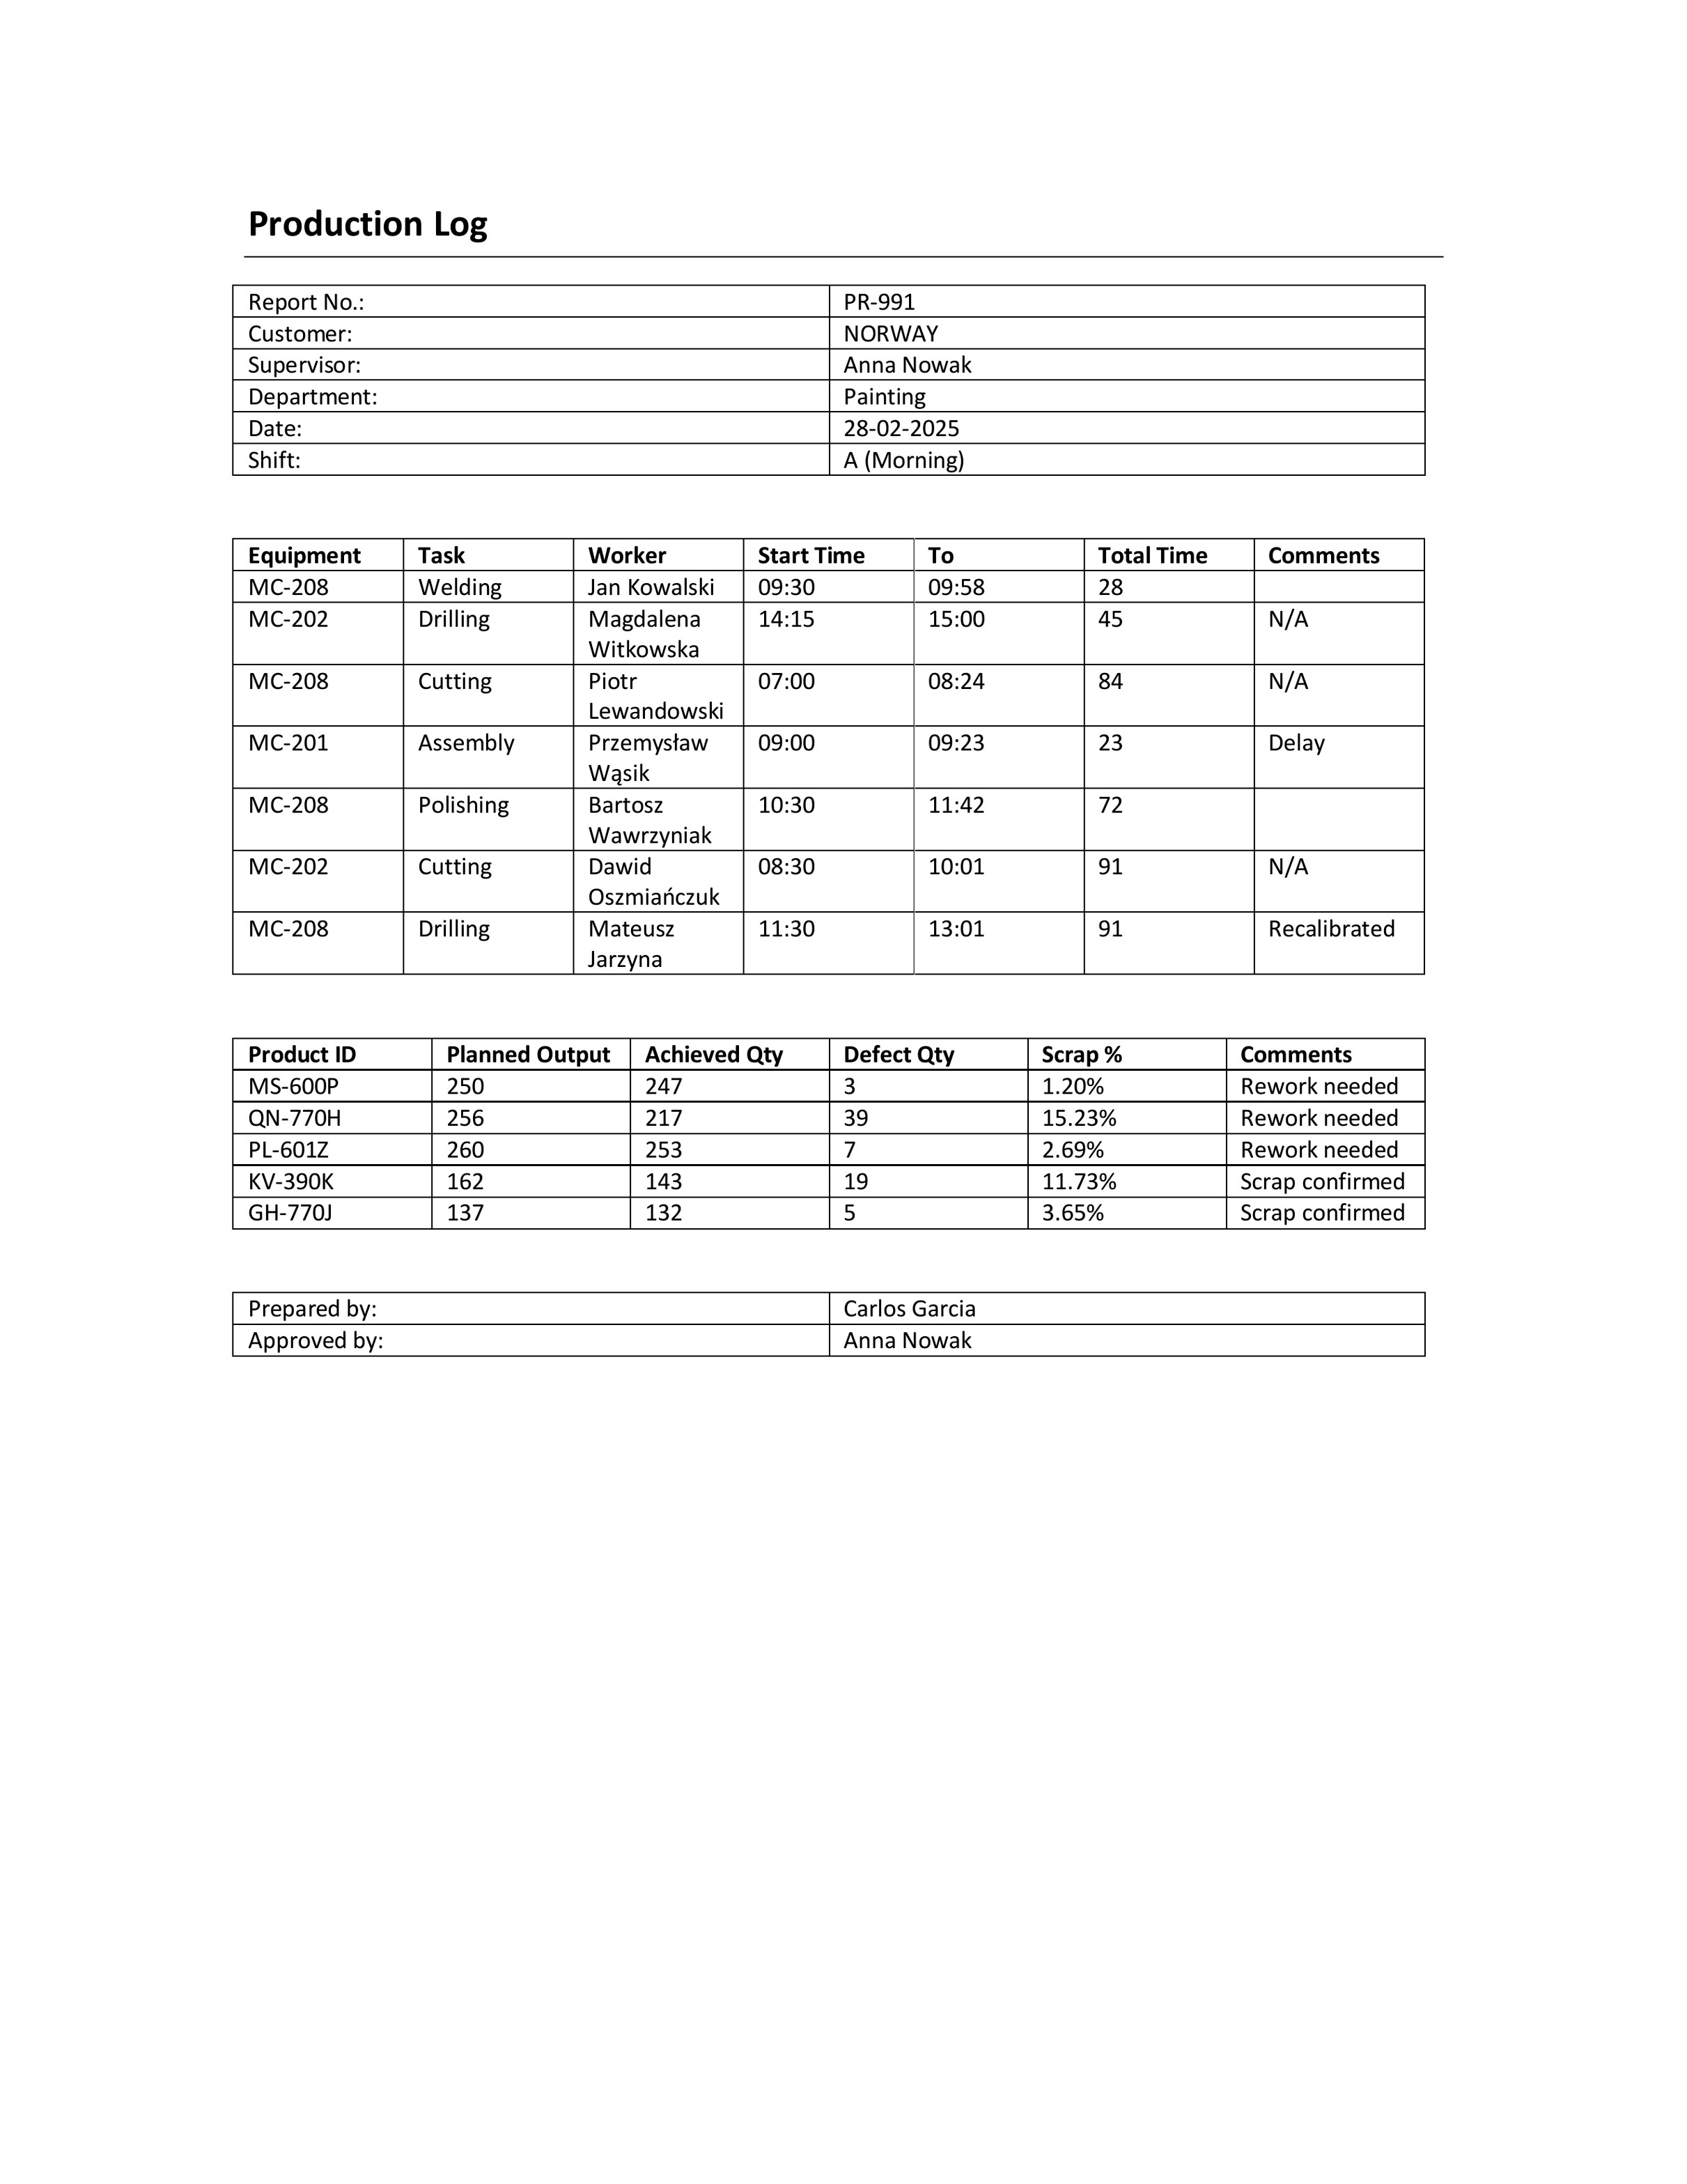 Production Log
Report No.: PR-991
Customer: NORWAY
Supervisor: Anna Nowak
Department: Painting
Date: 28-02-2025
Shift: A (Morning)
Equipment Task Worker Start Time To Total Time Comments
MC-208 Welding Jan Kowalski 09:30 09:58 28
MC-202 Drilling Magdalena Witkowska 14:15 15:00 45 N/A
MC-208 Cutting Piotr Lewandowski 07:00 08:24 84 N/A
MC-201 Assembly Przemysław Wąsik 09:00 09:23 23 Delay
MC-208 Polishing Bartosz Wawrzyniak 10:30 11:42 72
MC-202 Cutting Dawid Oszmiańczuk 08:30 10:01 91 N/A
MC-208 Drilling Mateusz Jarzyna 11:30 13:01 91 Recalibrated
Product ID Planned Output Achieved Qty Defect Qty Scrap % Comments
MS-600P 250 247 3 1.20% Rework needed
QN-770H 256 217 39 15.23% Rework needed
PL-601Z 260 253 7 2.69% Rework needed
KV-390K 162 143 19 11.73% Scrap confirmed
GH-770J 137 132 5 3.65% Scrap confirmed
Prepared by: Carlos Garcia
Approved by: Anna Nowak